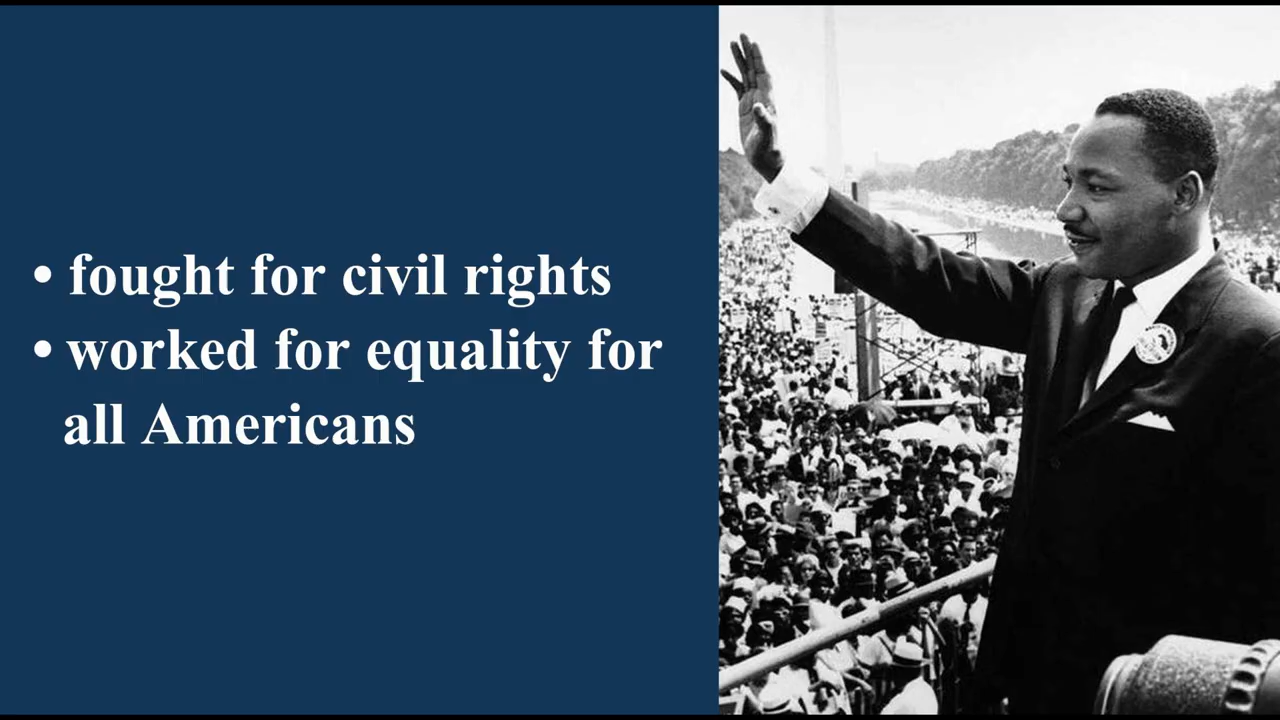 • fought for civil rights
• worked for equality for
all Americans